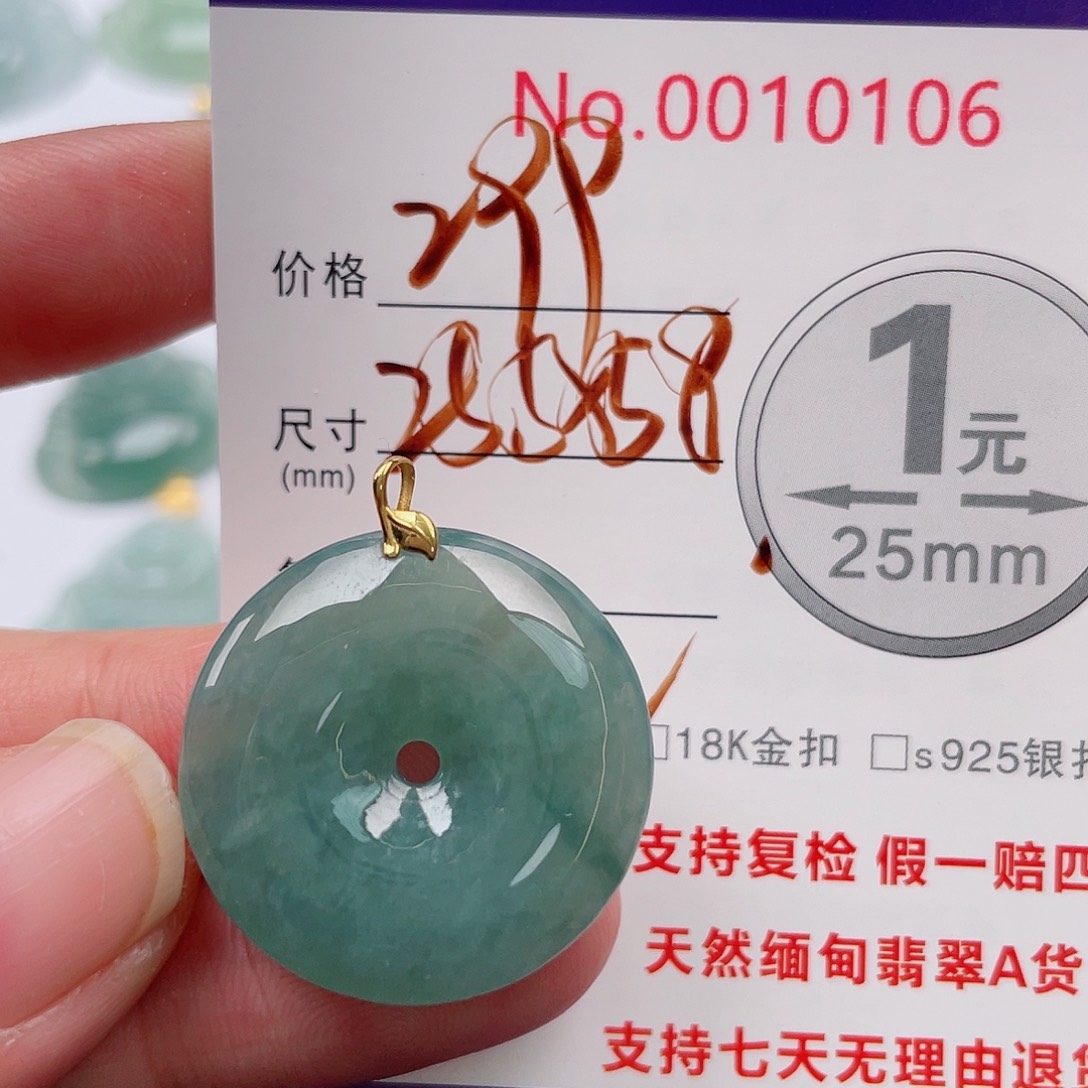 No.0010106
价格 299
尺寸
(mm)
1元
25mm
18K金扣 s925银
支持复检 假一赔四
天然缅甸翡翠A货
支持七天无理由退货